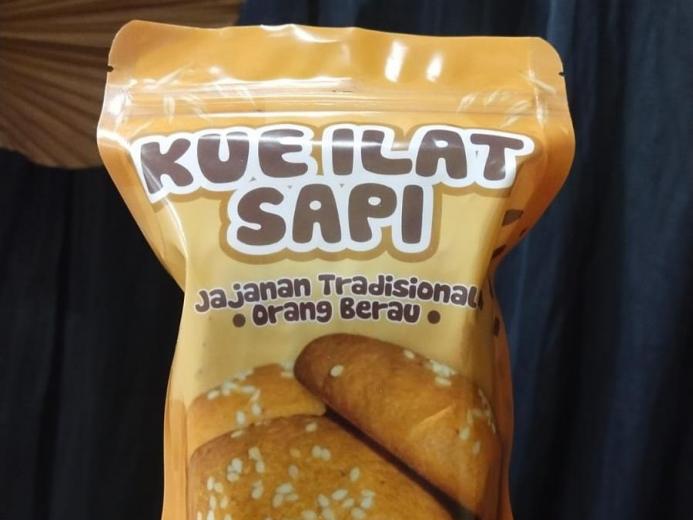 KUE ILAT
SAPI
Jajanan Tradisional
• Orang Berau •